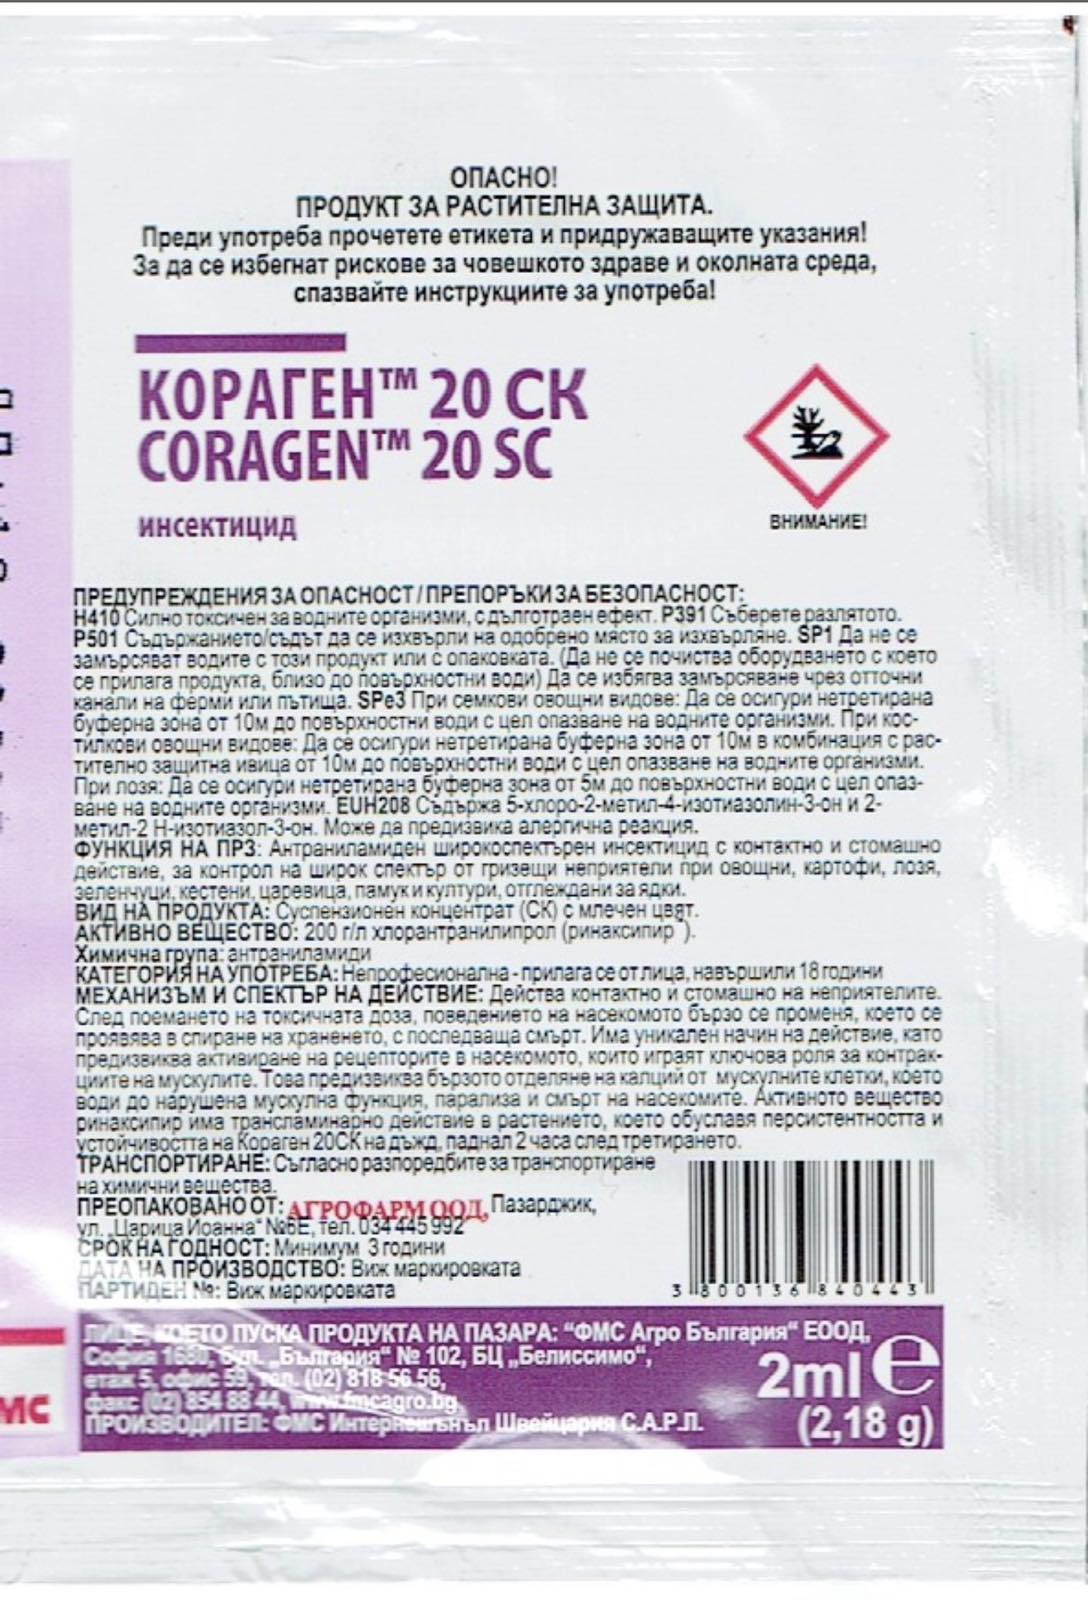 ОПАСНО!
ПРОДУКТ ЗА РАСТИТЕЛНА ЗАЩИТА.
Преди употреба прочетете етикета и придружаващите указания!
За да се избегнат рискове за човешкото здраве и околната среда,
спазвайте инструкциите за употреба!
КОРАГЕН™ 20 СК
CORAGEN™ 20 SC
инсектицид
ВНИМАНИЕ!
ПРЕДУПРЕЖДЕНИЯ ЗА ОПАСНОСТ / ПРЕПОРЪКИ ЗА БЕЗОПАСНОСТ:
H410 Силно токсичен за водните организми, с дълготраен ефект. P391 Съберете разлятото.
P501 Съдържанието/съдът да се изхвърли на одобрено място за изхвърляне. SP1 Да не се
замърсяват водите с този продукт или с опаковката. (Да не се почиства оборудването с което
се прилага продукта, близо до повърхностни води) Да се избягва замърсяване чрез отточни
канали на ферми или пътища. SPe3 При семкови овощни видове: Да се осигури нетретирана
буферна зона от 10м до повърхностни води с цел опазване на водните организми. При кос-
тилкови овощни видове: Да се осигури нетретирана буферна зона от 10м в комбинация с рас-
тително защитна ивица от 10м до повърхностни води с цел опазване на водните организми.
При лозя: Да се осигури нетретирана буферна зона от 5м до повърхностни води с цел опаз-
ване на водните организми. EUH208 Съдържа 5-хлоро-2-метил-4-изотиазолин-3-он и 2-
метил-2 Н-изотиазол-3-он. Може да предизвика алергична реакция.
ФУНКЦИЯ НА ПРЗ: Антраниламиден широкоспектърен инсектицид с контактно и стомашно
действие, за контрол на широк спектър от гризещи неприятели при овощни, картофи, лозя,
зеленчуци, кестени, царевица, памук и култури, отглеждани за ядки.
ВИД НА ПРОДУКТА: Суспензионен концентрат (СК) с млечен цвят.
АКТИВНО ВЕЩЕСТВО: 200 г/л хлорантранилипрол (ринаксипир®).
Химична група: антраниламиди
КАТЕГОРИЯ НА УПОТРЕБА: Непрофесионална - прилага се от лица, навършили 18 години
МЕХАНИЗЪМ И СПЕКТЪР НА ДЕЙСТВИЕ: Действа контактно и стомашно на неприятелите.
След поемането на токсичната доза, поведението на насекомото бързо се променя, което се
проявява в спиране на храненето, с последваща смърт. Има уникален начин на действие, като
предизвиква активиране на рецепторите в насекомото, които играят ключова роля за контрак-
циите на мускулите. Това предизвиква бързото отделяне на калций от мускулните клетки, което
води до нарушена мускулна функция, парализа и смърт на насекомите. Активното вещество
ринаксипир има трансламинарно действие в растението, което обуславя персистентността и
устойчивостта на Кораген 20СК на дъжд, паднал 2 часа след третирането.
ТРАНСПОРТИРАНЕ: Съгласно разпоредбите за транспортиране
на химични вещества.
ПРЕОПАКОВАНО ОТ: АГРОФАРМ ООД, Пазарджик,
ул. „Царица Йоанна“ №6Е, тел. 034 445 992
СРОК НА ГОДНОСТ: Минимум 3 години
ДАТА НА ПРОИЗВОДСТВО: Виж маркировката
ПАРТИДЕН №: Виж маркировката
3 800136 840443
ЛИЦЕ, КОЕТО ПУСКА ПРОДУКТА НА ПАЗАРА: “ФМС Агро България“ ЕООД,
София 1680, бул. „България“ № 102, БЦ „Белиссимо“,
етаж 5, офис 59, тел. (02) 818 56 56,
факс (02) 854 88 44, www.fmcagro.bg
ПРОИЗВОДИТЕЛ: ФМС Интернешънъл Швейцария С.А.Р.Л.
2ml e
(2,18 g)
МС